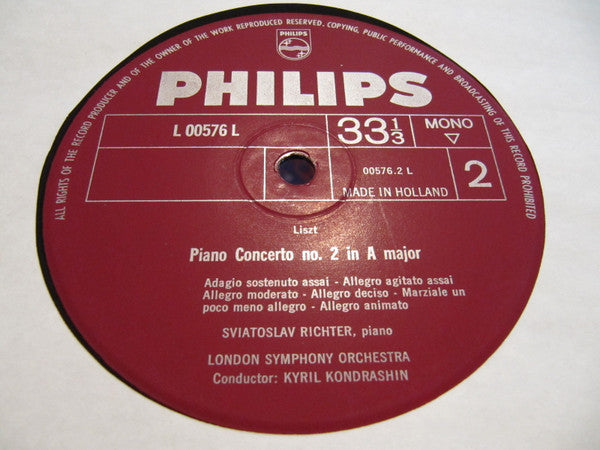 ALL RIGHTS OF THE RECORD PRODUCER AND OF THE OWNER OF THE WORK REPRODUCED RESERVED. COPYING, PUBLIC PERFORMANCE AND BROADCASTING OF THIS RECORD PROHIBITED
PHILIPS
PHILIPS
L 00576 L
33 1/3
MONO
00576.2 L
MADE IN HOLLAND
2
Liszt
Piano Concerto no. 2 in A major
Adagio sostenuto assai - Allegro agitato assai
Allegro moderato - Allegro deciso - Marziale un
poco meno allegro - Allegro animato
SVIATOSLAV RICHTER, piano
LONDON SYMPHONY ORCHESTRA
Conductor: KYRIL KONDRASHIN